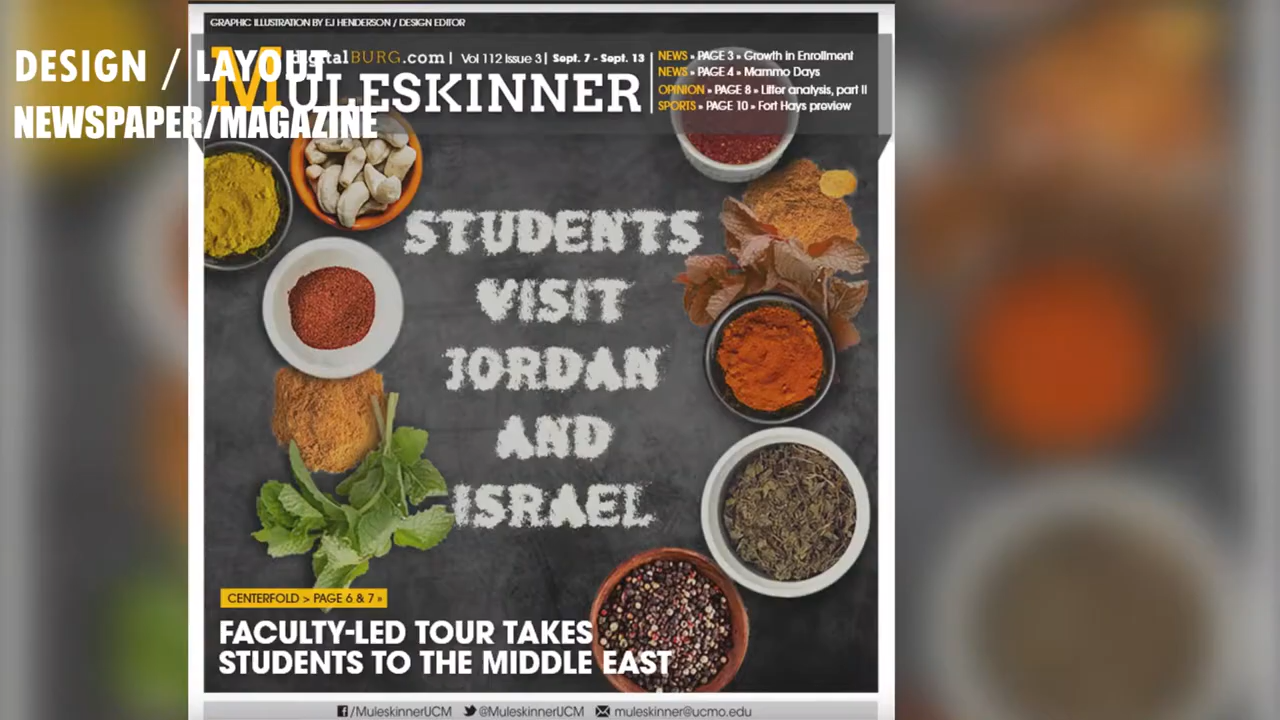 GRAPHIC ILLUSTRATION BY EJ HENDERSON / DESIGN EDITOR
DESIGN / LAYOUT
NEWSPAPER/MAGAZINE
digitalBURG.com | Vol 112 Issue 3 | Sept. 7 - Sept. 13
MULESKINNER
NEWS » PAGE 3 » Growth in Enrollment
NEWS » PAGE 4 » Mammo Days
OPINION » PAGE 8 » Litter analysis, part II
SPORTS » PAGE 10 » Fort Hays preview
STUDENTS
VISIT
JORDAN
AND
ISRAEL
CENTERFOLD > PAGE 6 & 7 »
FACULTY-LED TOUR TAKES
STUDENTS TO THE MIDDLE EAST
/MuleskinnerUCM @MuleskinnerUCM muleskinner@ucmo.edu